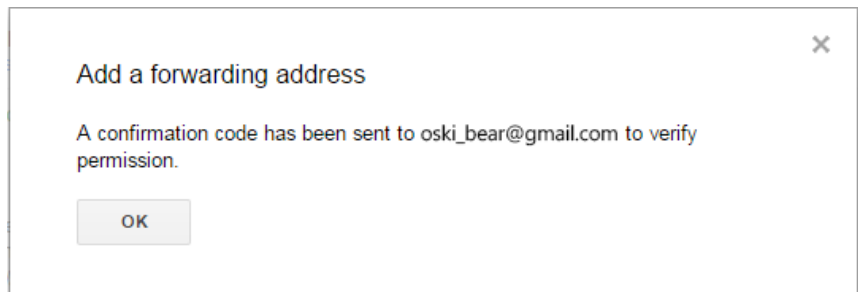 Add a forwarding address
A confirmation code has been sent to oski_bear@gmail.com to verify
permission.
OK